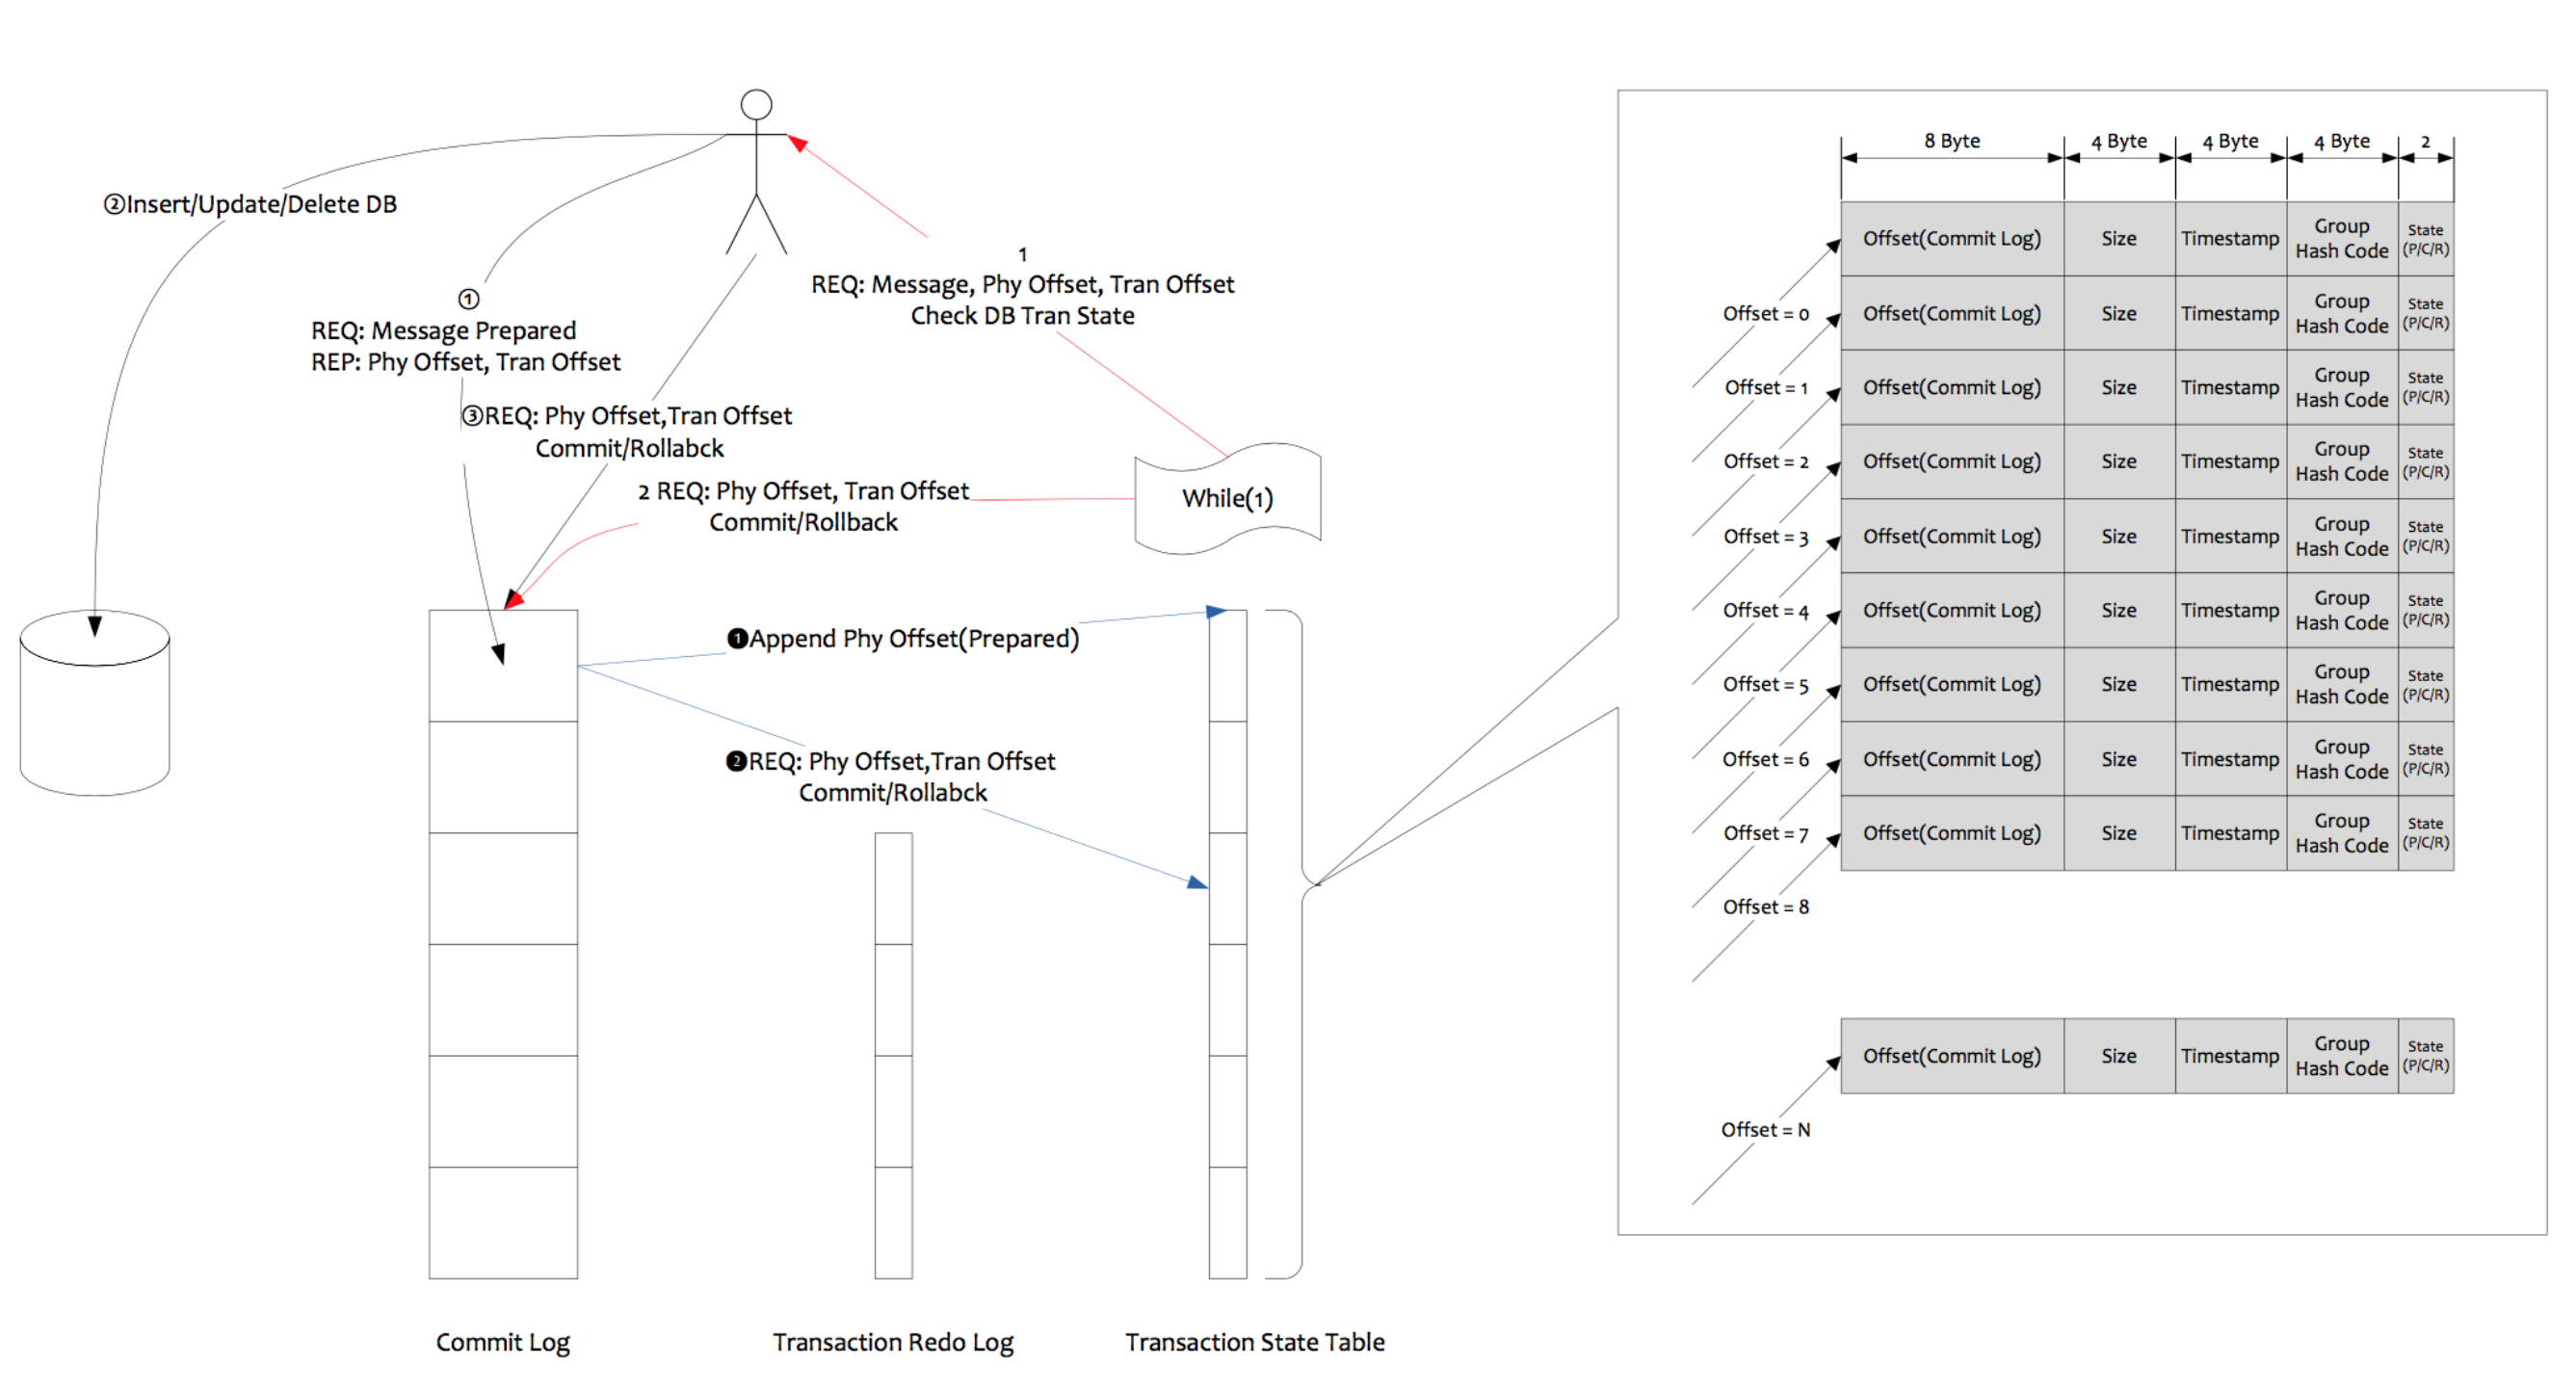 ②Insert/Update/Delete DB
①
REQ: Message Prepared
REP: Phy Offset, Tran Offset
③REQ: Phy Offset,Tran Offset
Commit/Rollabck
1
REQ: Message, Phy Offset, Tran Offset
Check DB Tran State
2 REQ: Phy Offset, Tran Offset
Commit/Rollback
While(1)
❶Append Phy Offset(Prepared)
❷REQ: Phy Offset,Tran Offset
Commit/Rollabck
Commit Log
Transaction Redo Log
Transaction State Table
8 Byte 4 Byte 4 Byte 4 Byte 2
Offset(Commit Log) Size Timestamp Group Hash Code State (P/C/R)
Offset = 0
Offset(Commit Log) Size Timestamp Group Hash Code State (P/C/R)
Offset = 1
Offset(Commit Log) Size Timestamp Group Hash Code State (P/C/R)
Offset = 2
Offset(Commit Log) Size Timestamp Group Hash Code State (P/C/R)
Offset = 3
Offset(Commit Log) Size Timestamp Group Hash Code State (P/C/R)
Offset = 4
Offset(Commit Log) Size Timestamp Group Hash Code State (P/C/R)
Offset = 5
Offset(Commit Log) Size Timestamp Group Hash Code State (P/C/R)
Offset = 6
Offset(Commit Log) Size Timestamp Group Hash Code State (P/C/R)
Offset = 7
Offset(Commit Log) Size Timestamp Group Hash Code State (P/C/R)
Offset = 8
Offset(Commit Log) Size Timestamp Group Hash Code State (P/C/R)
Offset = N